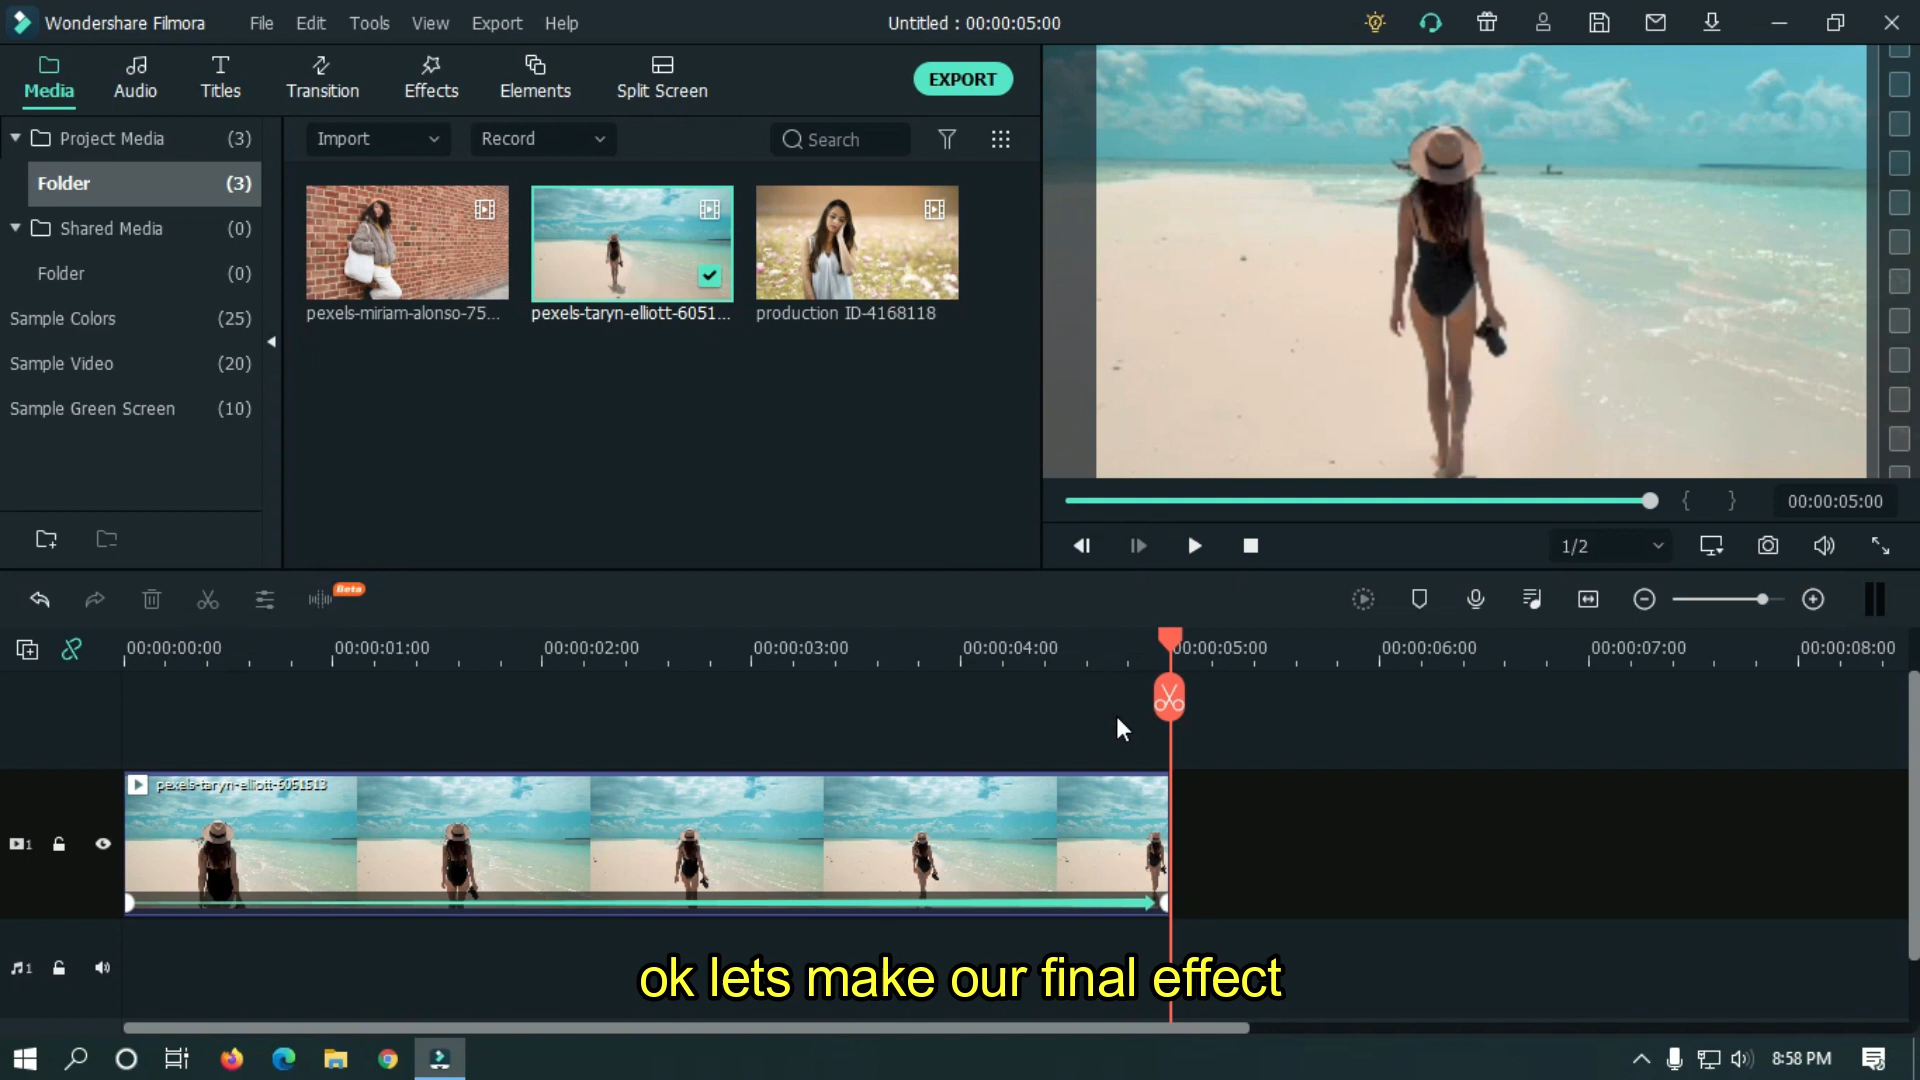 Wondershare Filmora
File
Edit
Tools
View
Export
Help
Untitled : 00:00:05:00
Media
Audio
Titles
Transition
Effects
Elements
Split Screen
EXPORT
Project Media (3)
Folder (3)
Shared Media (0)
Folder (0)
Sample Colors (25)
Sample Video (20)
Sample Green Screen (10)
Import
Record
Search
pexels-miriam-alonso-75...
pexels-taryn-elliott-6051...
production ID-4168118
{ }
00:00:05:00
1/2
Beta
00:00:00:00
00:00:01:00
00:00:02:00
00:00:03:00
00:00:04:00
00:00:05:00
00:00:06:00
00:00:07:00
00:00:08:00
pexels-taryn-elliott-6051513
1
1
ok lets make our final effect
8:58 PM